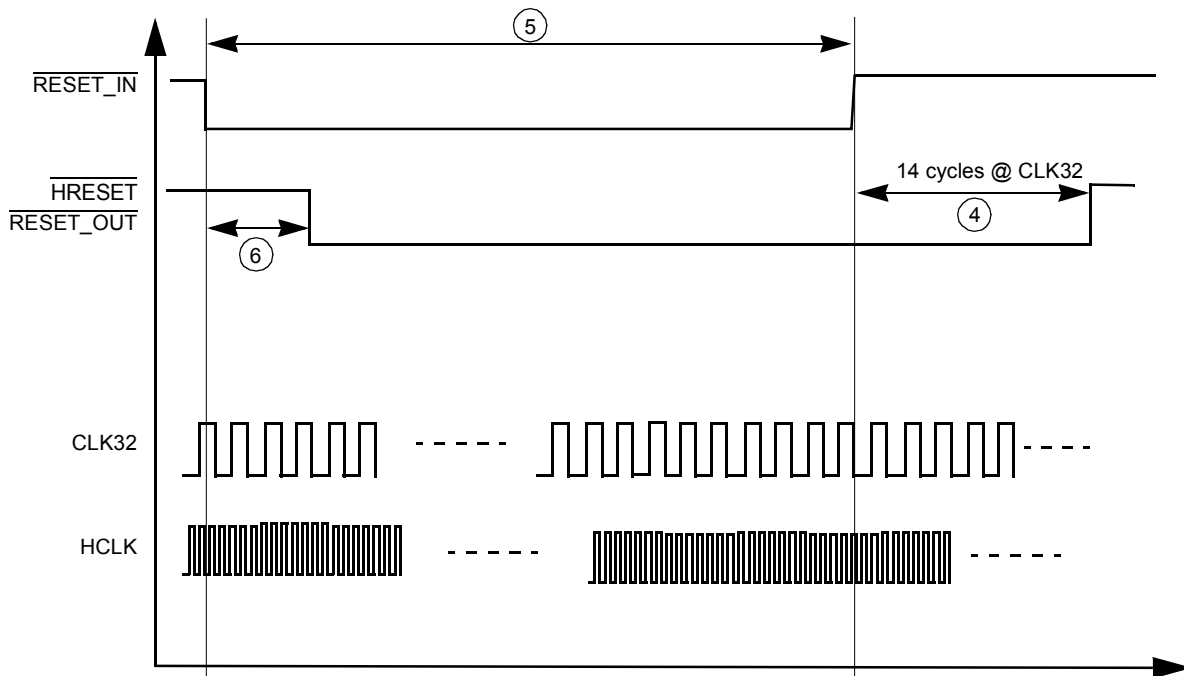 5
RESET_IN
14 cycles @ CLK32
HRESET
RESET_OUT
4
6
CLK32
HCLK